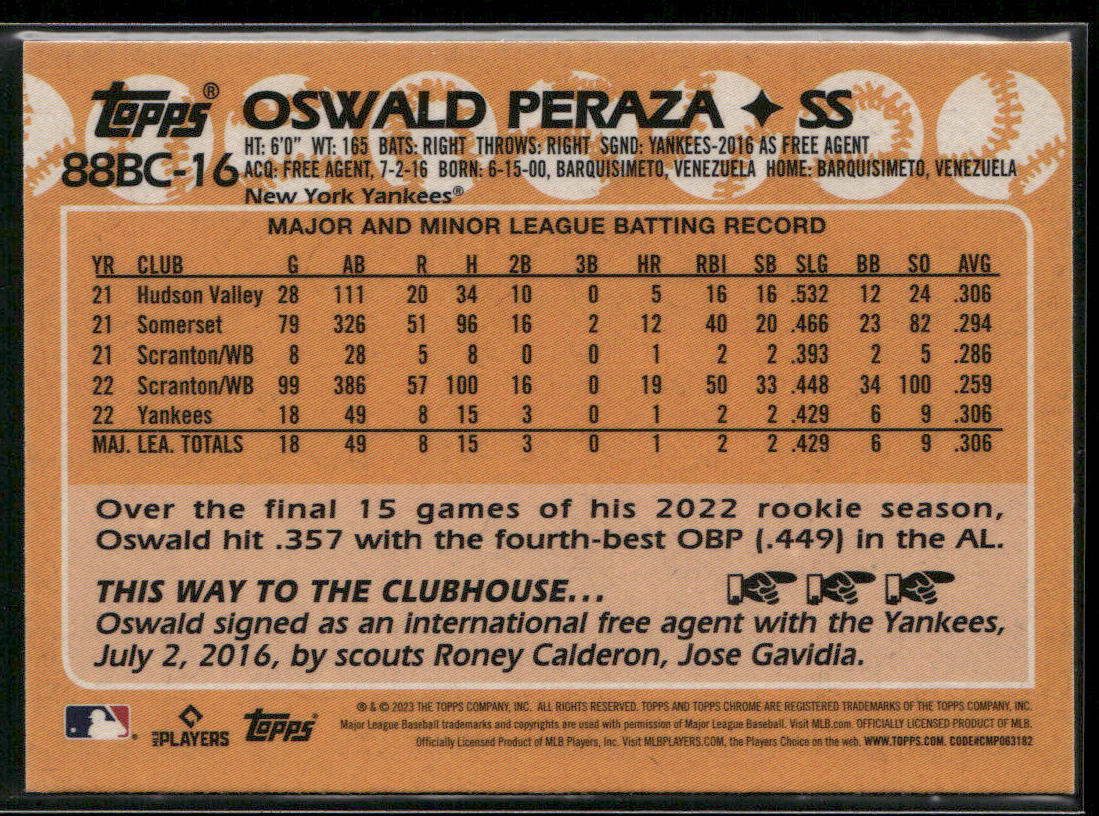 Topps® OSWALD PERAZA ✦ SS
88BC-16
HT: 6'0" WT: 165 BATS: RIGHT THROWS: RIGHT SGND: YANKEES-2016 AS FREE AGENT
ACQ: FREE AGENT, 7-2-16 BORN: 6-15-00, BARQUISIMETO, VENEZUELA HOME: BARQUISIMETO, VENEZUELA
New York Yankees®
MAJOR AND MINOR LEAGUE BATTING RECORD
YR CLUB G AB R H 2B 3B HR RBI SB SLG BB SO AVG
21 Hudson Valley 28 111 20 34 10 0 5 16 16 .532 12 24 .306
21 Somerset 79 326 51 96 16 2 12 40 20 .466 23 82 .294
21 Scranton/WB 8 28 5 8 0 0 1 2 2 .393 2 5 .286
22 Scranton/WB 99 386 57 100 16 0 19 50 33 .448 34 100 .259
22 Yankees 18 49 8 15 3 0 1 2 2 .429 6 9 .306
MAJ. LEA. TOTALS 18 49 8 15 3 0 1 2 2 .429 6 9 .306
Over the final 15 games of his 2022 rookie season,
Oswald hit .357 with the fourth-best OBP (.449) in the AL.
THIS WAY TO THE CLUBHOUSE...
Oswald signed as an international free agent with the Yankees,
July 2, 2016, by scouts Roney Calderon, Jose Gavidia.
MLB PLAYERS Topps®
® & © 2023 THE TOPPS COMPANY, INC. ALL RIGHTS RESERVED. TOPPS AND TOPPS CHROME ARE REGISTERED TRADEMARKS OF THE TOPPS COMPANY, INC.
Major League Baseball trademarks and copyrights are used with permission of Major League Baseball. Visit MLB.com. OFFICIALLY LICENSED PRODUCT OF MLB.
Officially Licensed Product of MLB Players, Inc. Visit MLBPLAYERS.COM, the Players Choice on the web. WWW.TOPPS.COM. CODE#CMP063182